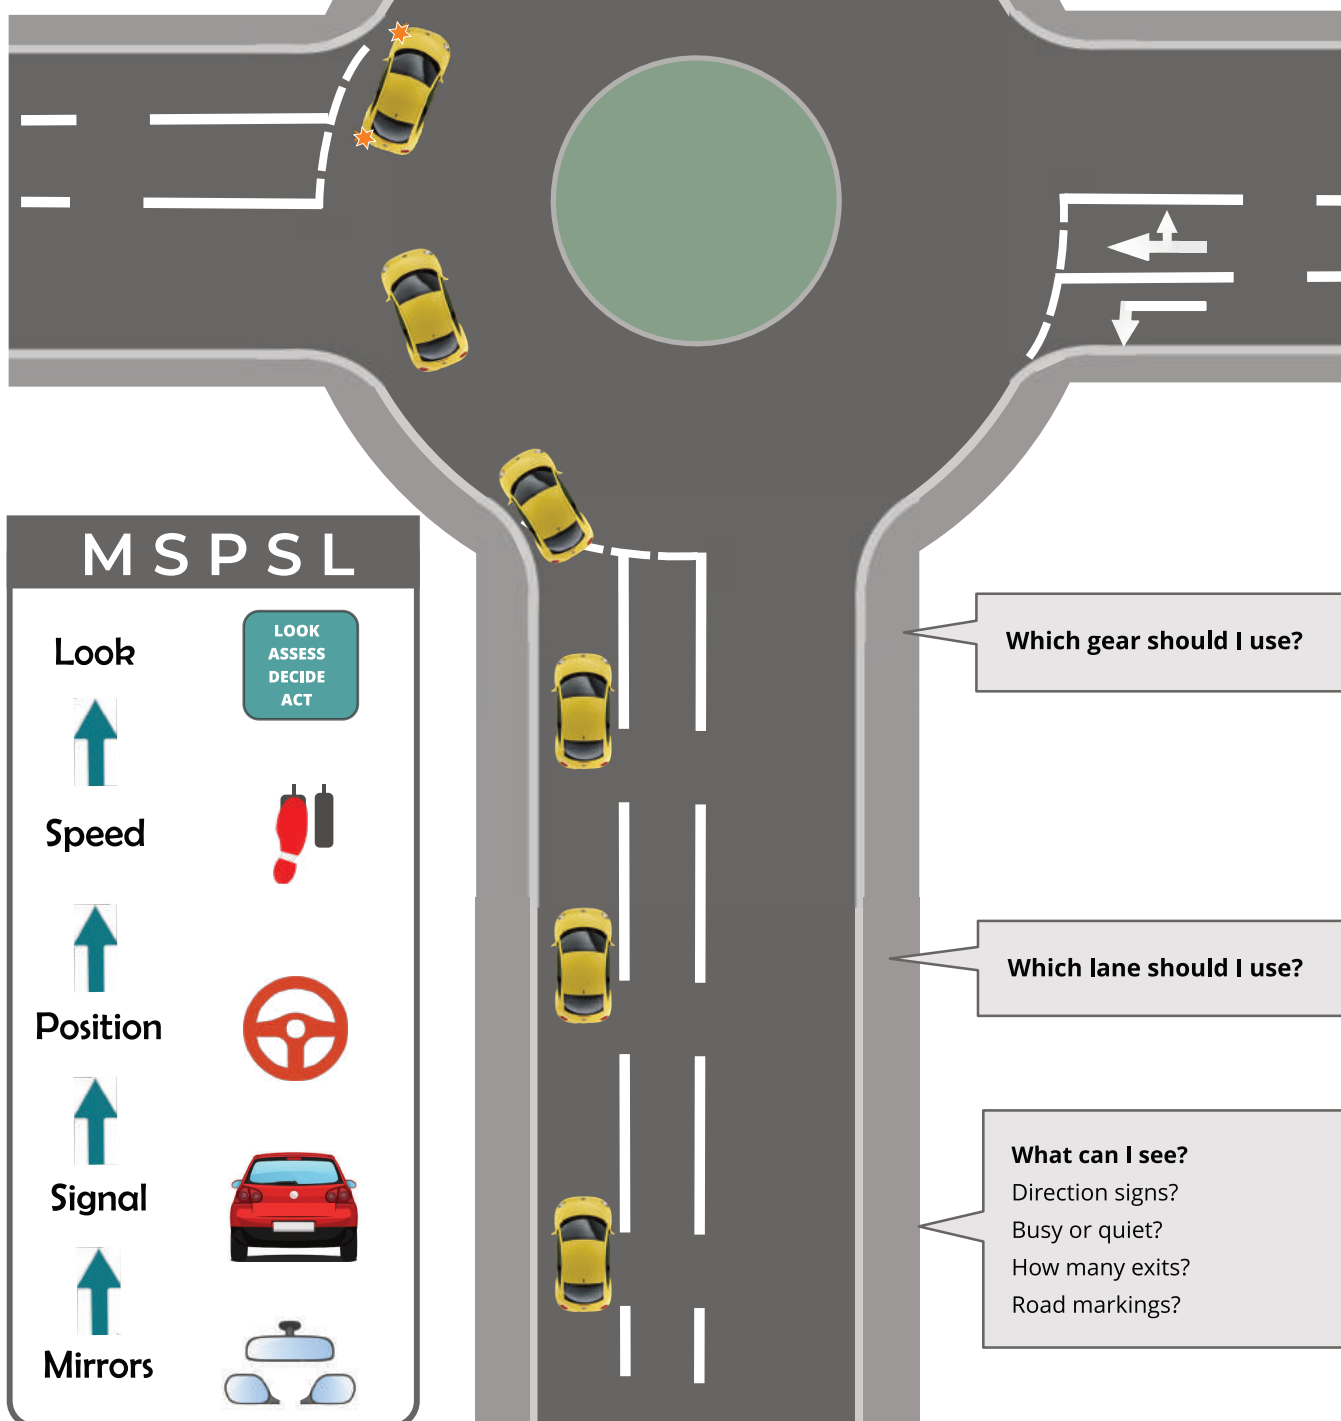 MSPSL
Look
LOOK
ASSESS
DECIDE
ACT
Speed
Position
Signal
Mirrors
Which gear should I use?
Which lane should I use?
What can I see?
Direction signs?
Busy or quiet?
How many exits?
Road markings?